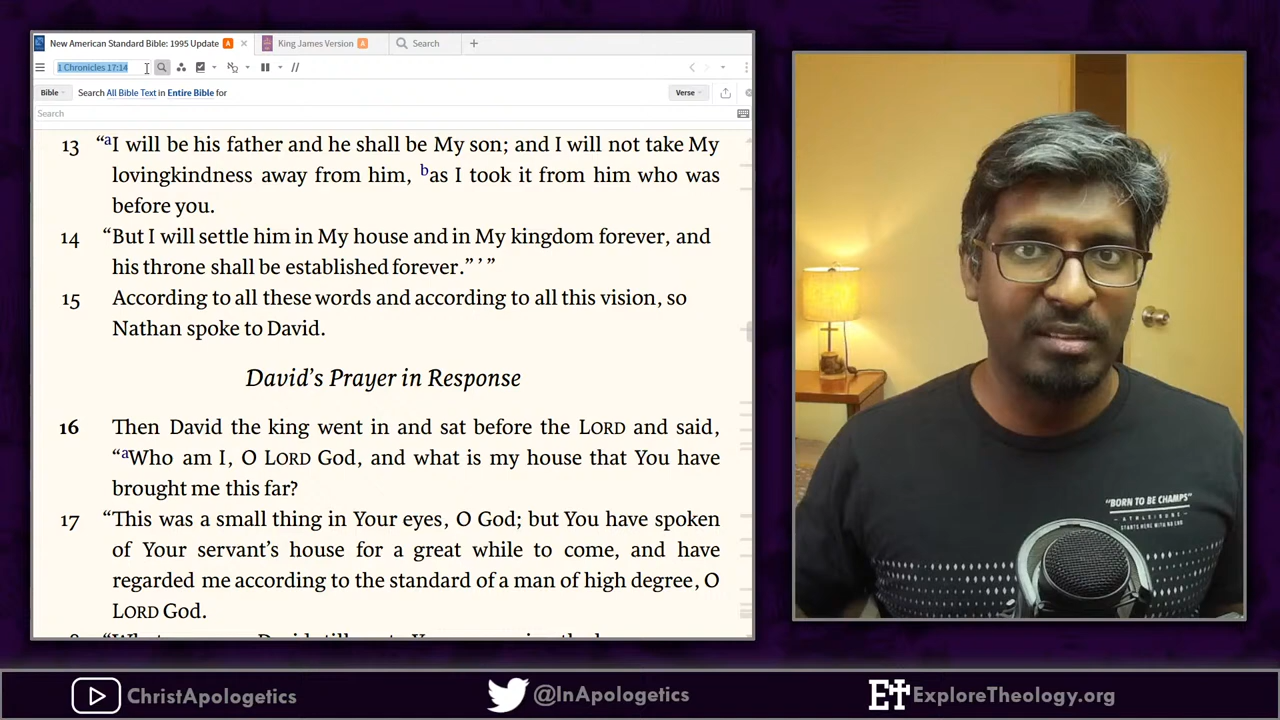 New American Standard Bible: 1995 Update A × King James Version A Search +
1 Chronicles 17:14
Bible Search All Bible Text in Entire Bible for Verse
Search
13 “aI will be his father and he shall be My son; and I will not take My
lovingkindness away from him, bas I took it from him who was
before you.
14 “But I will settle him in My house and in My kingdom forever, and
his throne shall be established forever.” ’ ”
15 According to all these words and according to all this vision, so
Nathan spoke to David.
David’s Prayer in Response
16 Then David the king went in and sat before the LORD and said,
“aWho am I, O LORD God, and what is my house that You have
brought me this far?
17 “This was a small thing in Your eyes, O God; but You have spoken
of Your servant’s house for a great while to come, and have
regarded me according to the standard of a man of high degree, O
LORD God.
"BORN TO BE CHAMPS"
ATHLEISURE
STARTS HERE WITH NO END
ChristApologetics
@InApologetics
ET ExploreTheology.org